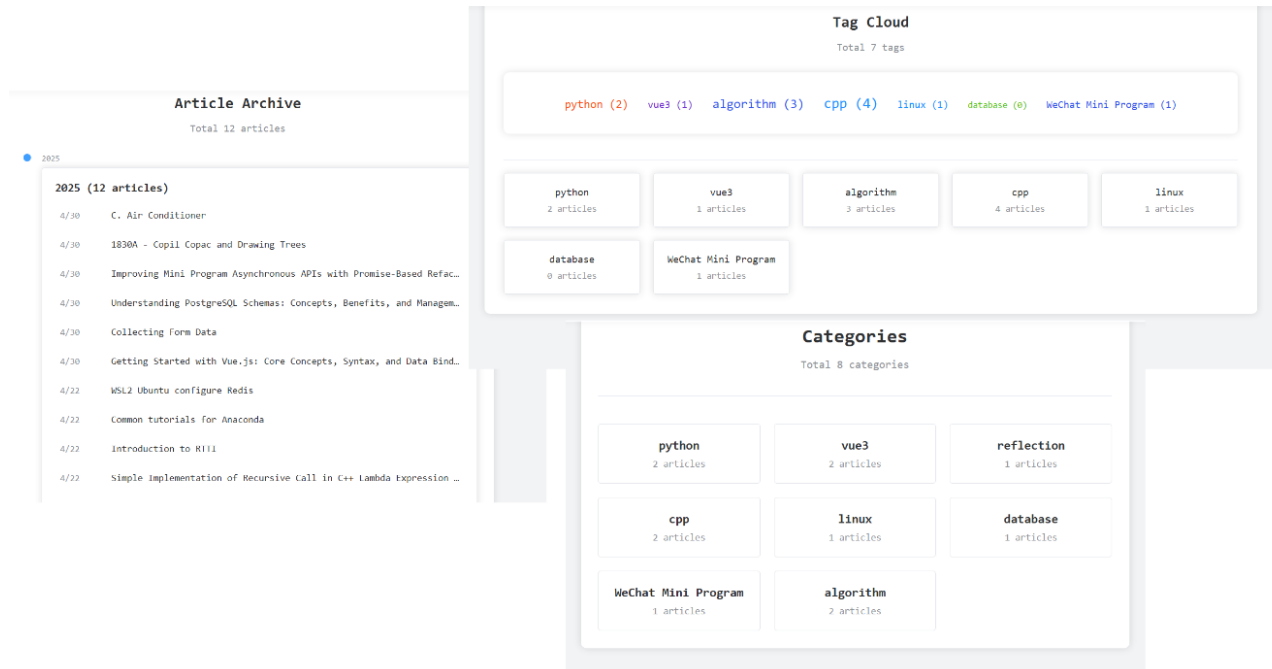 Article Archive
Total 12 articles
2025
2025 (12 articles)
4/30 C. Air Conditioner
4/30 1830A - Copil Copac and Drawing Trees
4/30 Improving Mini Program Asynchronous APIs with Promise-Based Refac…
4/30 Understanding PostgreSQL Schemas: Concepts, Benefits, and Managem…
4/30 Collecting Form Data
4/30 Getting Started with Vue.js: Core Concepts, Syntax, and Data Bind…
4/22 WSL2 Ubuntu configure Redis
4/22 Common tutorials for Anaconda
4/22 Introduction to RTTI
4/22 Simple Implementation of Recursive Call in C++ Lambda Expression …
Tag Cloud
Total 7 tags
python (2) vue3 (1) algorithm (3) cpp (4) linux (1) database (0) WeChat Mini Program (1)
python vue3 algorithm cpp linux
2 articles 1 articles 3 articles 4 articles 1 articles
database WeChat Mini Program
0 articles 1 articles
Categories
Total 8 categories
python vue3 reflection
2 articles 2 articles 1 articles
cpp linux database
2 articles 1 articles 1 articles
WeChat Mini Program algorithm
1 articles 2 articles